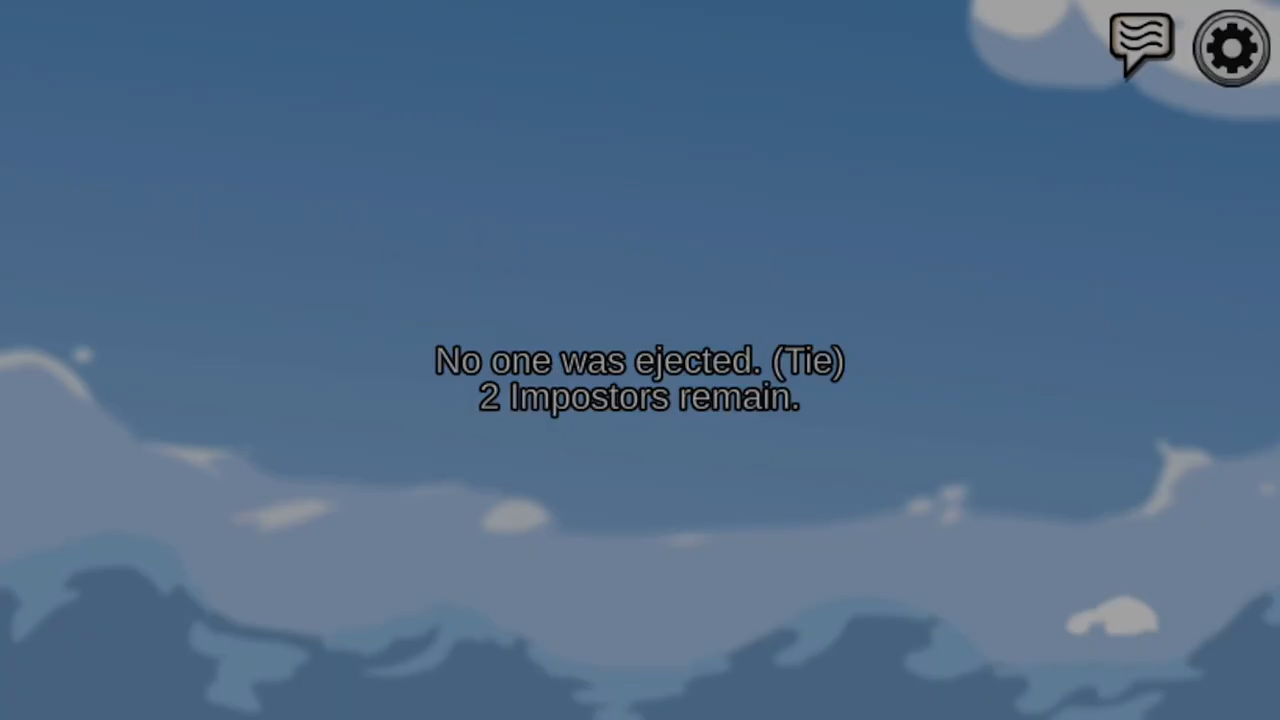 No one was ejected. (Tie)
2 Impostors remain.